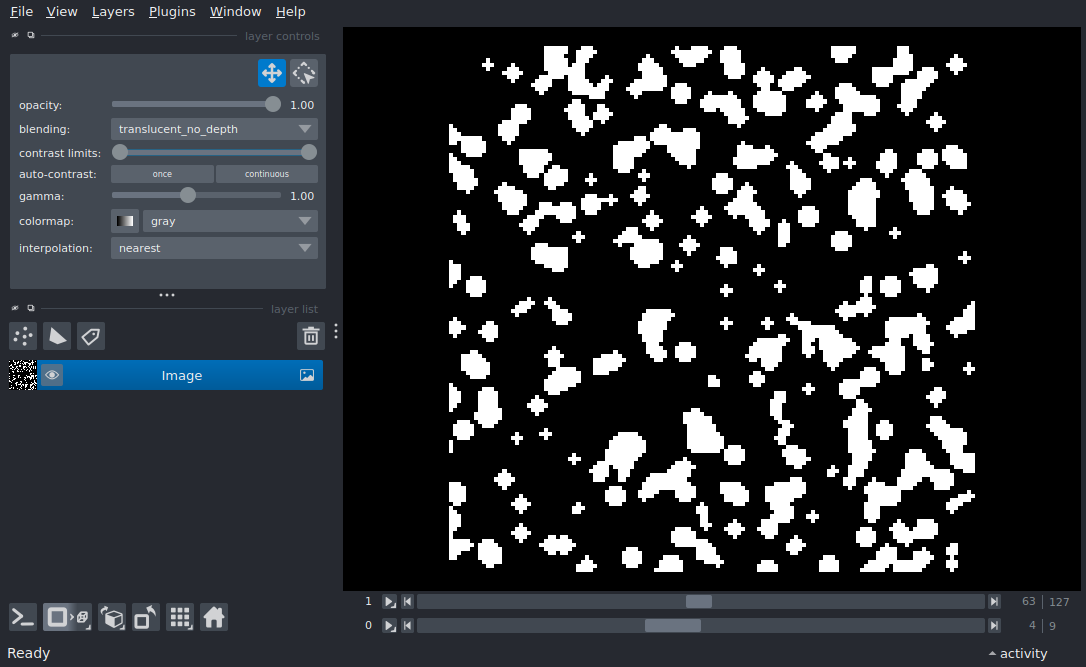 File View Layers Plugins Window Help
layer controls
opacity: 1.00
blending: translucent_no_depth
contrast limits:
auto-contrast: once continuous
gamma: 1.00
colormap: gray
interpolation: nearest
layer list
Image
1 63 | 127
0 4 | 9
Ready activity